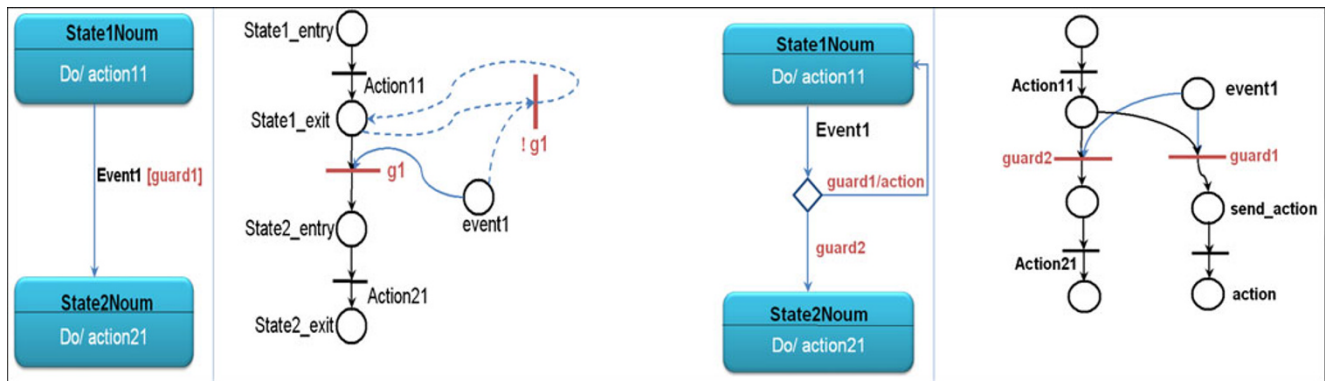 State1Noum
Do/ action11
Event1 [guard1]
State2Noum
Do/ action21
State1_entry
Action11
State1_exit
! g1
g1
event1
State2_entry
Action21
State2_exit
State1Noum
Do/ action11
Event1
guard1/action
guard2
State2Noum
Do/ action21
Action11
event1
guard2
guard1
send_action
Action21
action